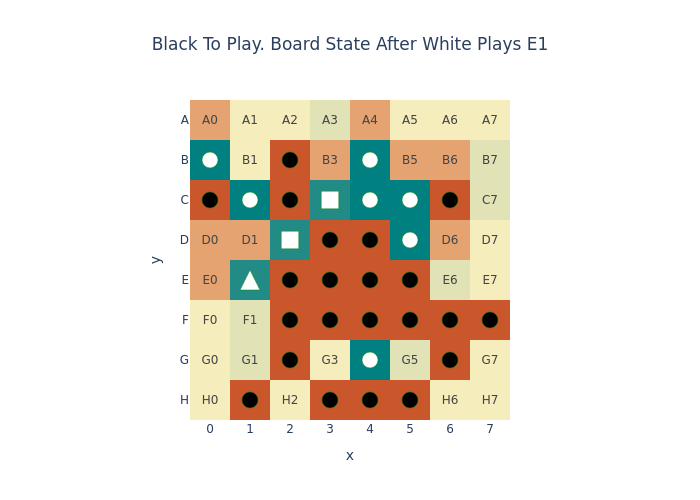 Black To Play. Board State After White Plays E1
A A0 A1 A2 A3 A4 A5 A6 A7
B B1 B3 B5 B6 B7
C C7
D D0 D1 D6 D7
E E0 E6 E7
F F0 F1
G G0 G1 G3 G5 G7
H H0 H2 H6 H7
0 1 2 3 4 5 6 7
x
y